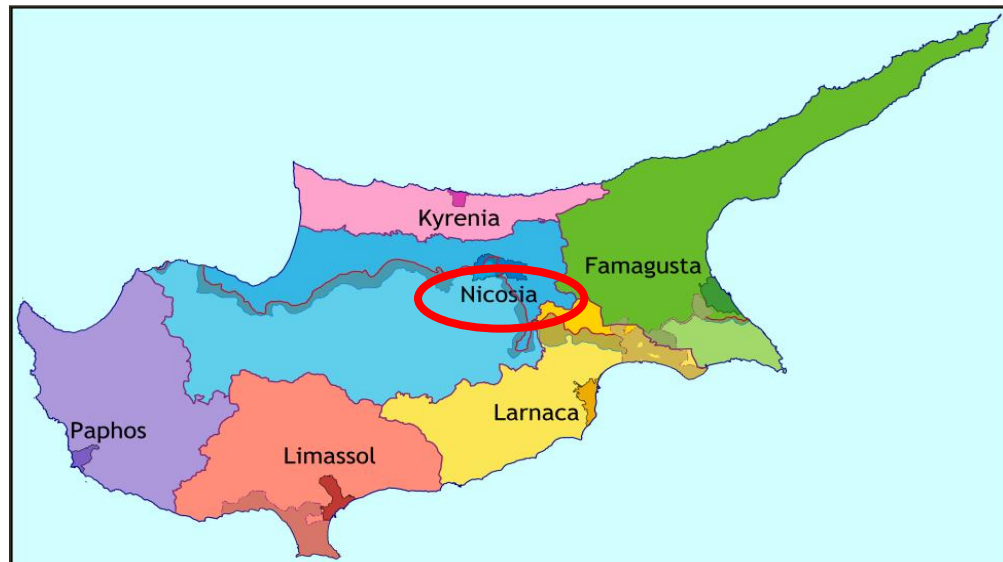 Kyrenia
Famagusta
Nicosia
Larnaca
Paphos
Limassol